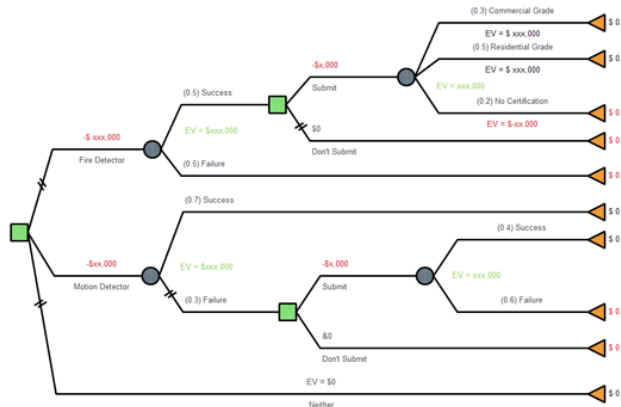 (0.3) Commercial Grade
$ 0
EV = $ xxx,000
(0.5) Residential Grade
$ 0
-$x,000
EV = $ xxx,000
Submit
EV = xxx,000
(0.5) Success
(0.2) No Certification
$ 0
EV = $-xx.000
EV = $xxx,000
$0
-$ xxx,000
$ 0
Don't Submit
Fire Detector
(0.5) Failure
$ 0
(0.7) Success
$ 0
(0.4) Success
$ 0
-$xx,000
EV = $xxx,000
-$x,000
EV = xxx,000
Motion Detector
Submit
(0.3) Failure
(0.6) Failure
$ 0
&0
$ 0
Don't Submit
EV = $0
$ 0
Neither